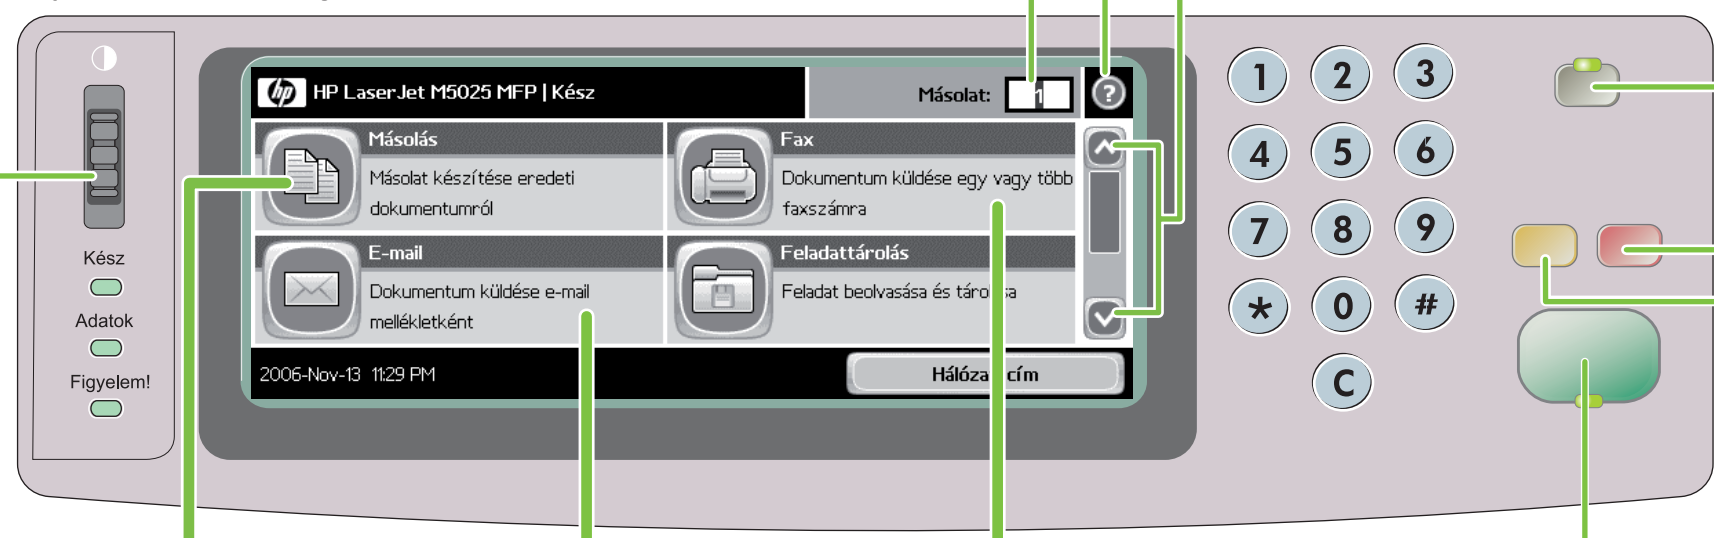 hp HP LaserJet M5025 MFP | Kész
Másolat: 1
?
Másolás
Másolat készítése eredeti
dokumentumról
Fax
Dokumentum küldése egy vagy több
faxszámra
E-mail
Dokumentum küldése e-mail
mellékletként
Feladattárolás
Feladat beolvasása és
2006-Nov-13 11:29 PM
cím
Kész
Adatok
Figyelem!
1 2 3
4 5 6
7 8 9
* 0 #
C